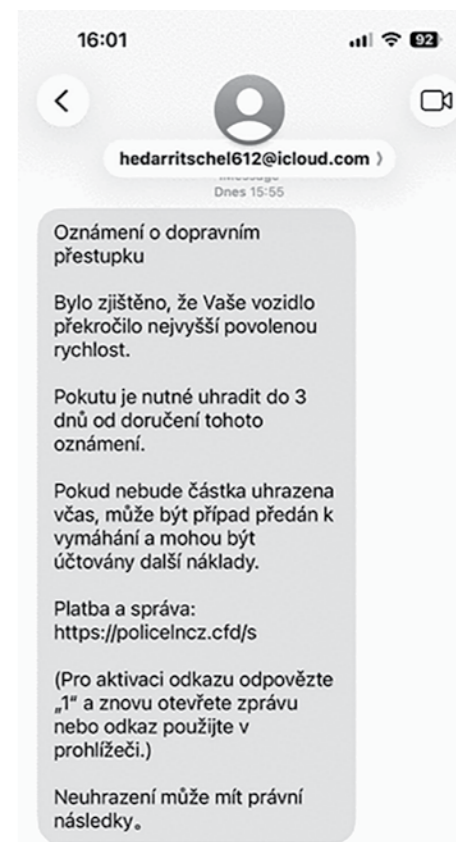 16:01
92
hedarritschel612@icloud.com
iMessage
Dnes 15:55
Oznámení o dopravním
přestupku
Bylo zjištěno, že Vaše vozidlo
překročilo nejvyšší povolenou
rychlost.
Pokutu je nutné uhradit do 3
dnů od doručení tohoto
oznámení.
Pokud nebude částka uhrazena
včas, může být případ předán k
vymáhání a mohou být
účtovány další náklady.
Platba a správa:
https://policelncz.cfd/s
(Pro aktivaci odkazu odpovězte
„1“ a znovu otevřete zprávu
nebo odkaz použijte v
prohlížeči.)
Neuhrazení může mít právní
následky。